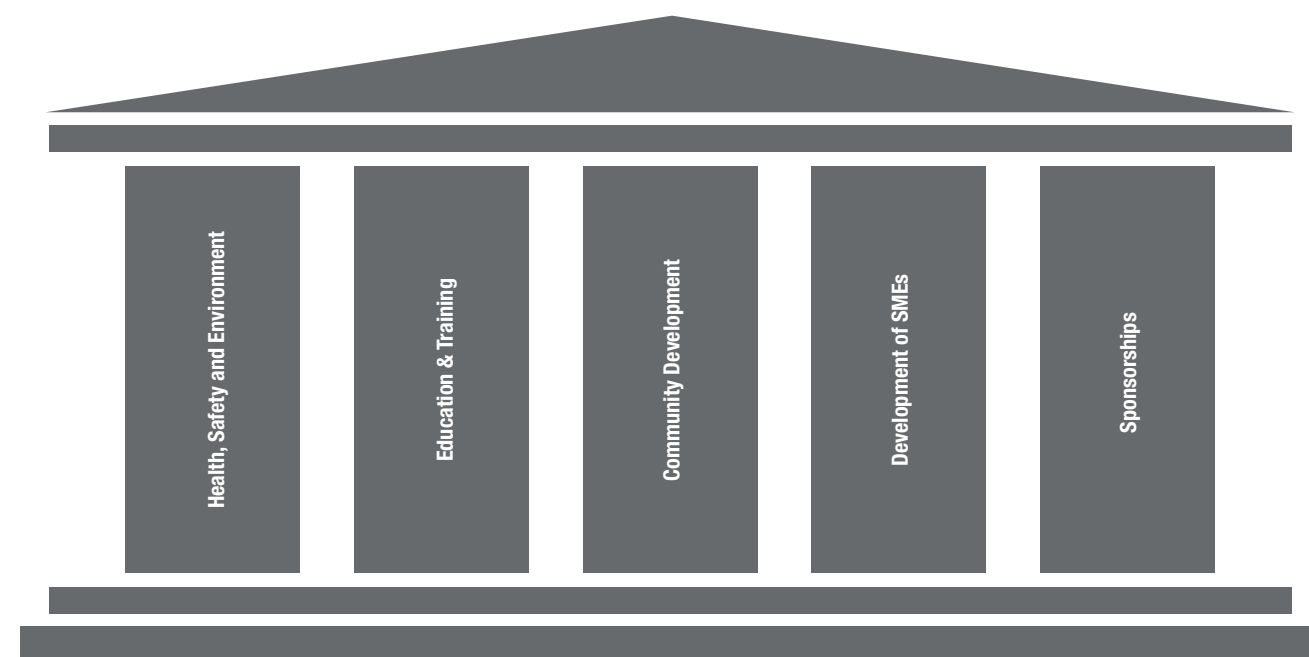 Health, Safety and Environment
Education & Training
Community Development
Development of SMEs
Sponsorships